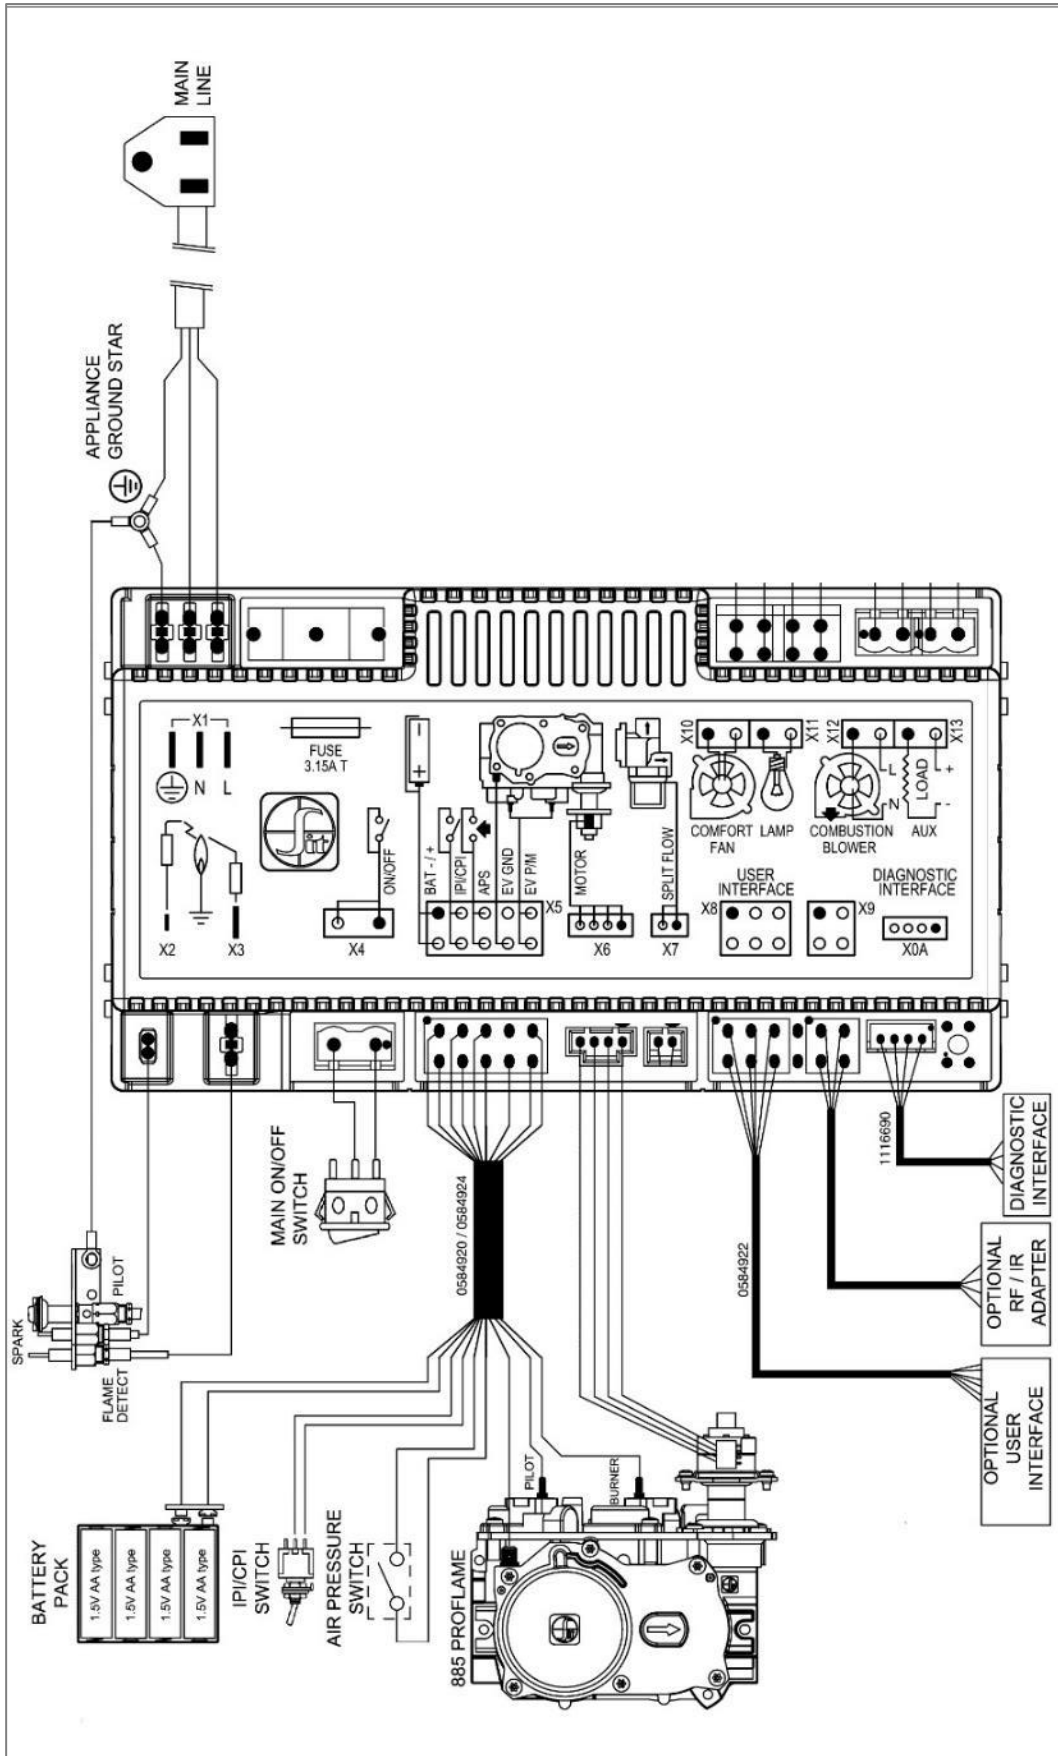 MAIN
LINE
APPLIANCE
GROUND STAR
X1
N
L
FUSE
3.15A T
X2
X3
ON/OFF
X4
BAT - / +
IPI/CPI
APS
EV GND
EV P/M
X5
- +
MOTOR
X6
SPLIT FLOW
X7
X10
X11
X12
X13
COMFORT
FAN
LAMP
COMBUSTION
BLOWER
L
N
LOAD
+
-
AUX
USER
INTERFACE
X8
X9
DIAGNOSTIC
INTERFACE
X0A
Sit
SPARK
PILOT
FLAME
DETECT
MAIN ON/OFF
SWITCH
0584920 / 0584924
0584922
1116690
DIAGNOSTIC
INTERFACE
OPTIONAL
RF / IR
ADAPTER
OPTIONAL
USER
INTERFACE
BATTERY
PACK
1.5V AA type
1.5V AA type
1.5V AA type
1.5V AA type
IPI/CPI
SWITCH
AIR PRESSURE
SWITCH
885 PROFLAME
PILOT
BURNER